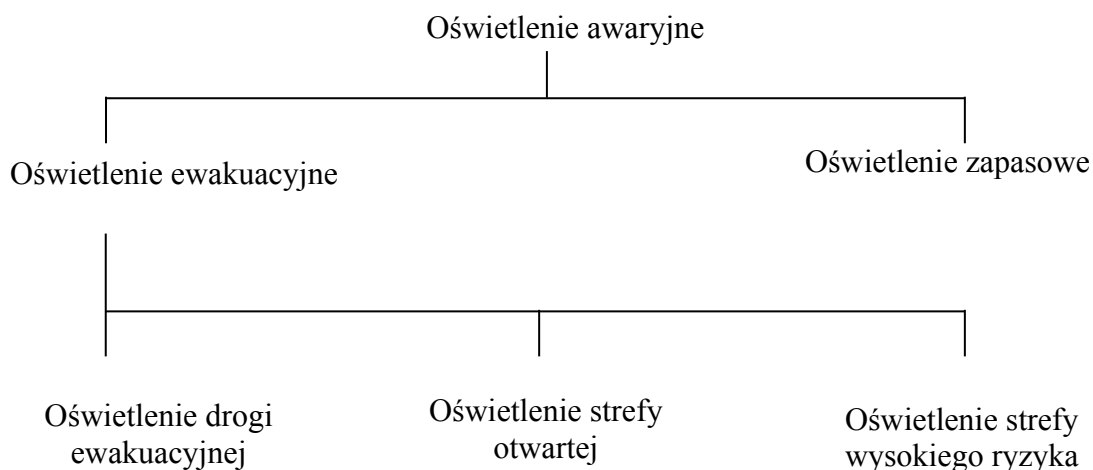 Oświetlenie awaryjne
Oświetlenie ewakuacyjne
Oświetlenie zapasowe
Oświetlenie drogi
ewakuacyjnej
Oświetlenie strefy
otwartej
Oświetlenie strefy
wysokiego ryzyka